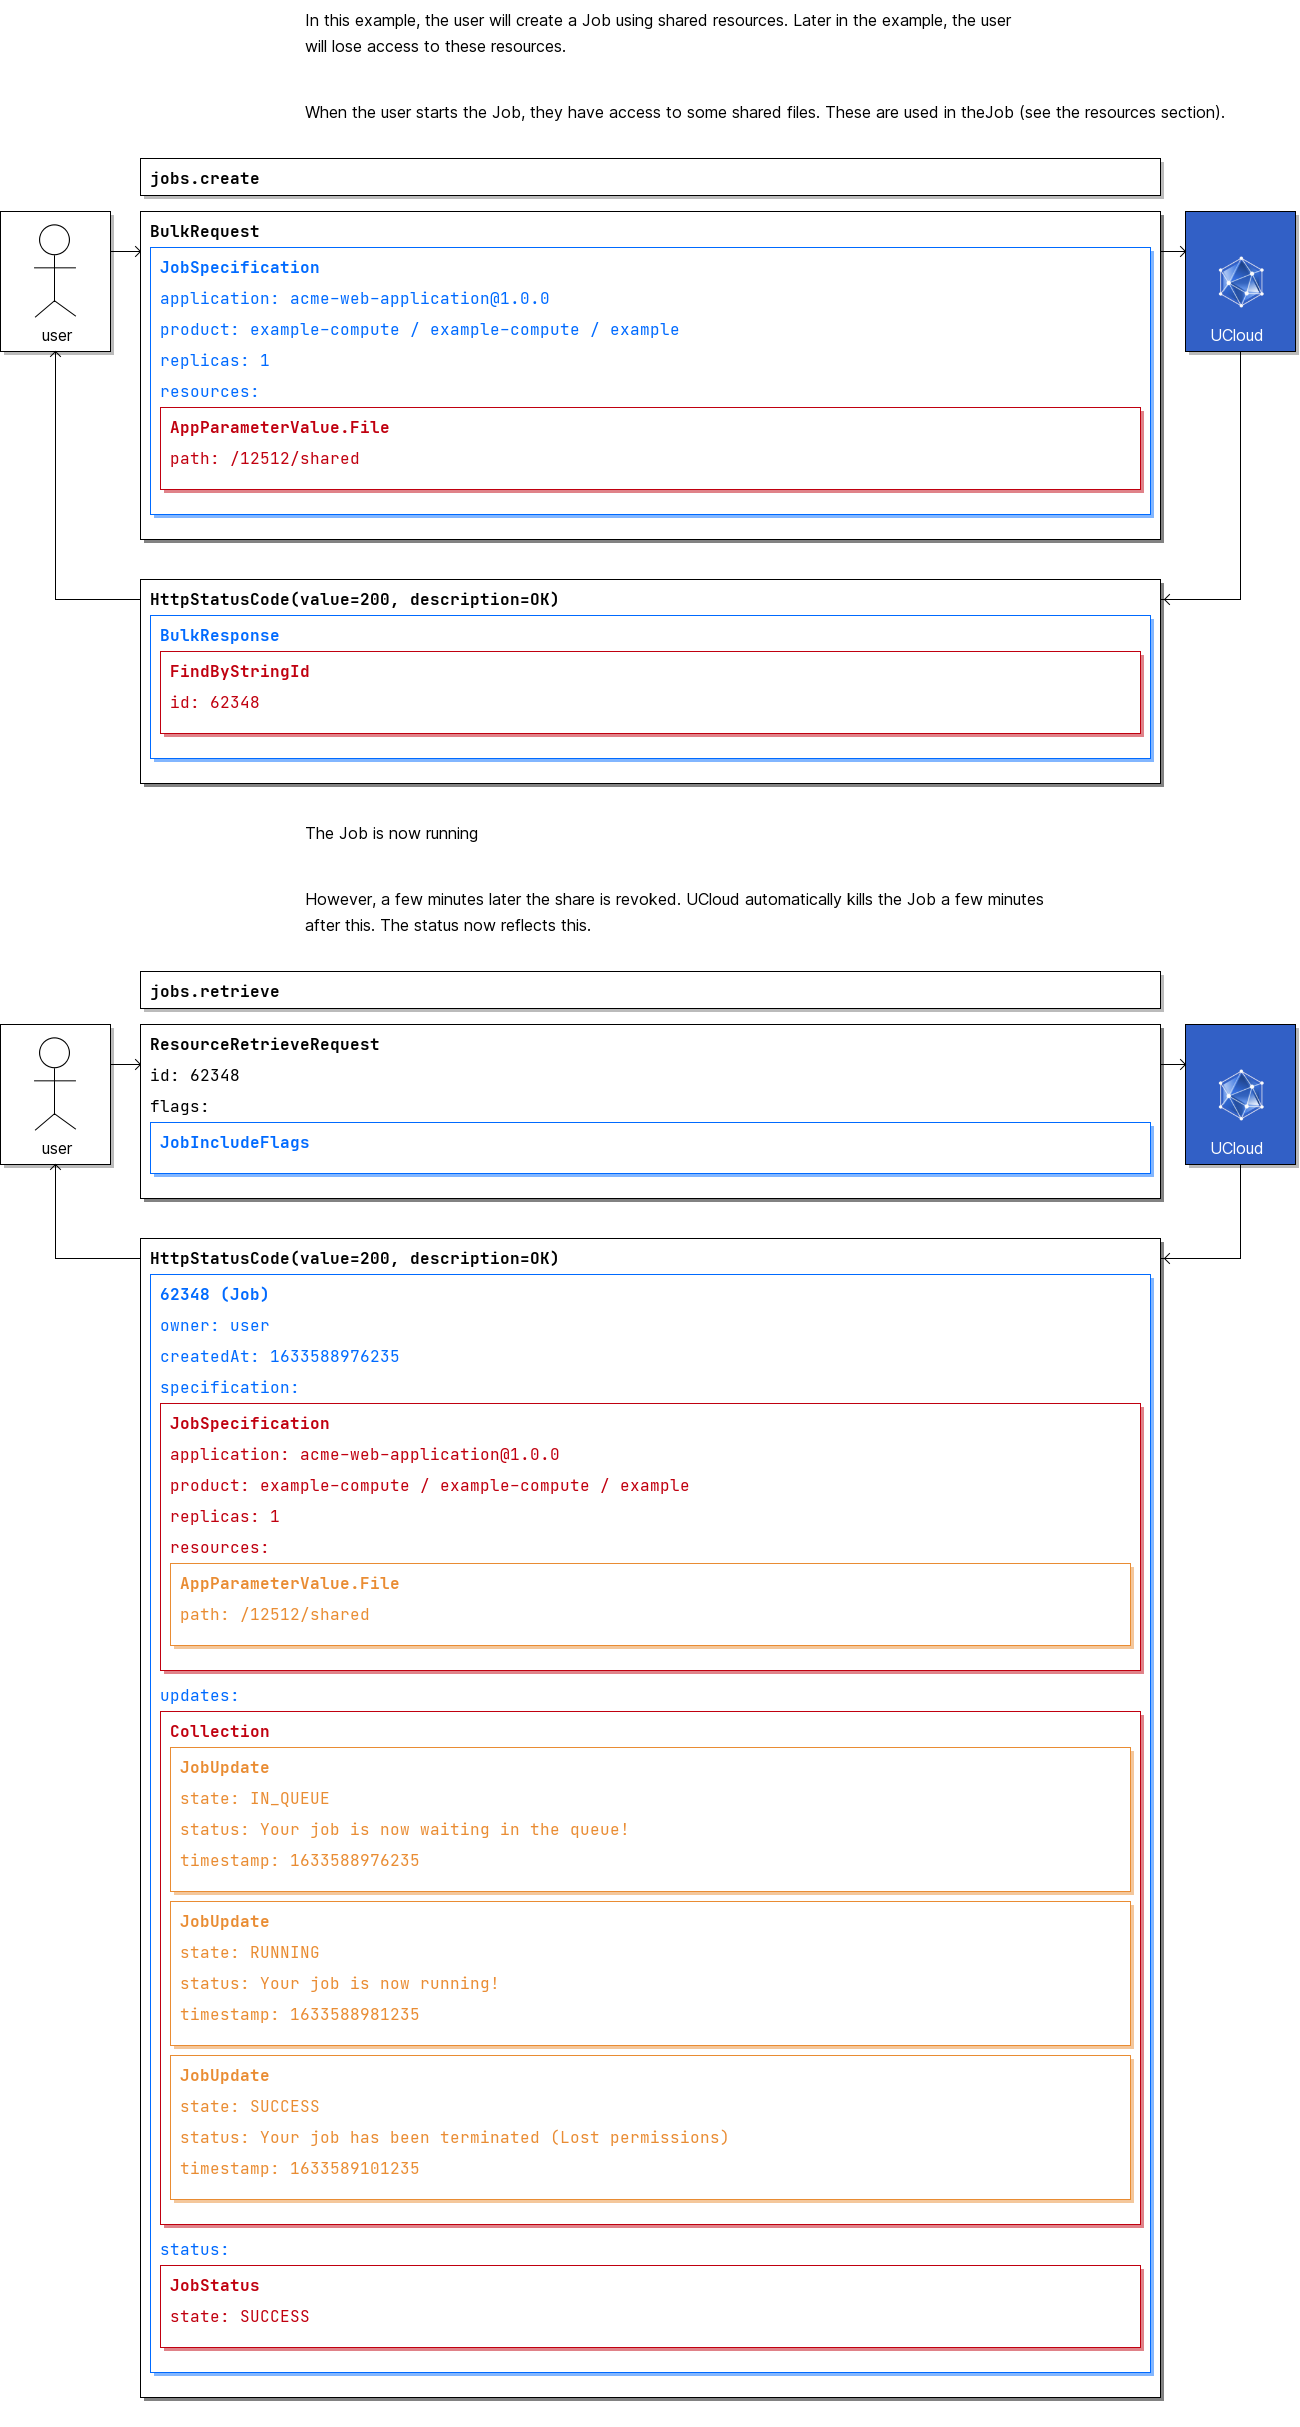 In this example, the user will create a Job using shared resources. Later in the example, the user
will lose access to these resources.
When the user starts the Job, they have access to some shared files. These are used in theJob (see the resources section).
jobs.create
user
BulkRequest
JobSpecification
application: acme-web-application@1.0.0
product: example-compute / example-compute / example
replicas: 1
resources:
AppParameterValue.File
path: /12512/shared
UCloud
HttpStatusCode(value=200, description=OK)
BulkResponse
FindByStringId
id: 62348
The Job is now running
However, a few minutes later the share is revoked. UCloud automatically kills the Job a few minutes
after this. The status now reflects this.
jobs.retrieve
user
ResourceRetrieveRequest
id: 62348
flags:
JobIncludeFlags
UCloud
HttpStatusCode(value=200, description=OK)
62348 (Job)
owner: user
createdAt: 1633588976235
specification:
JobSpecification
application: acme-web-application@1.0.0
product: example-compute / example-compute / example
replicas: 1
resources:
AppParameterValue.File
path: /12512/shared
updates:
Collection
JobUpdate
state: IN_QUEUE
status: Your job is now waiting in the queue!
timestamp: 1633588976235
JobUpdate
state: RUNNING
status: Your job is now running!
timestamp: 1633588981235
JobUpdate
state: SUCCESS
status: Your job has been terminated (Lost permissions)
timestamp: 1633589101235
status:
JobStatus
state: SUCCESS